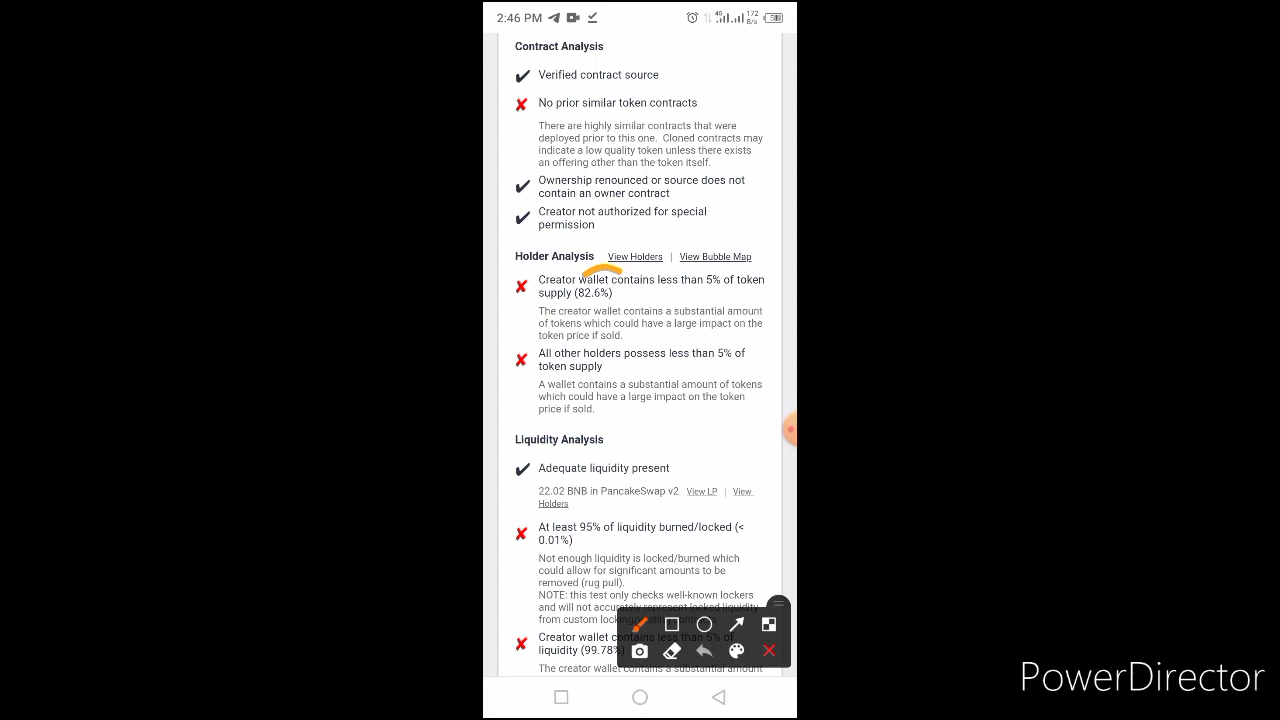 2:46 PM 4G 172 B/s
Contract Analysis
Verified contract source
No prior similar token contracts
There are highly similar contracts that were
deployed prior to this one. Cloned contracts may
indicate a low quality token unless there exists
an offering other than the token itself.
Ownership renounced or source does not
contain an owner contract
Creator not authorized for special
permission
Holder Analysis View Holders | View Bubble Map
Creator wallet contains less than 5% of token
supply (82.6%)
The creator wallet contains a substantial amount
of tokens which could have a large impact on the
token price if sold.
All other holders possess less than 5% of
token supply
A wallet contains a substantial amount of tokens
which could have a large impact on the token
price if sold.
Liquidity Analysis
Adequate liquidity present
22.02 BNB in PancakeSwap v2 View LP | View
Holders
At least 95% of liquidity burned/locked (<
0.01%)
Not enough liquidity is locked/burned which
could allow for significant amounts to be
removed (rug pull).
NOTE: this test only checks well-known lockers
and will not accurately represent locked liquidity
from custom locking/vesting contracts.
Creator wallet contains less than 5% of
liquidity (99.78%)
The creator wallet contains a substantial amount
PowerDirector